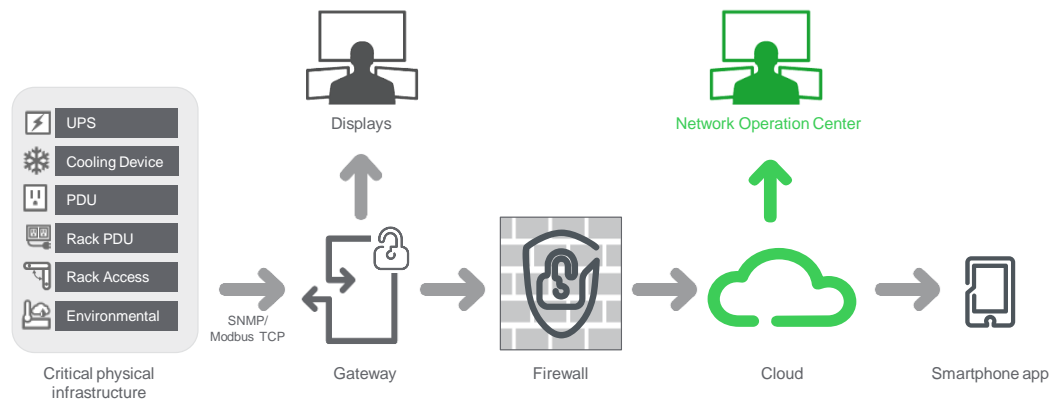 Displays
Network Operation Center
UPS
Cooling Device
PDU
Rack PDU
Rack Access
Environmental
SNMP/
Modbus TCP
Critical physical
infrastructure
Gateway
Firewall
Cloud
Smartphone app